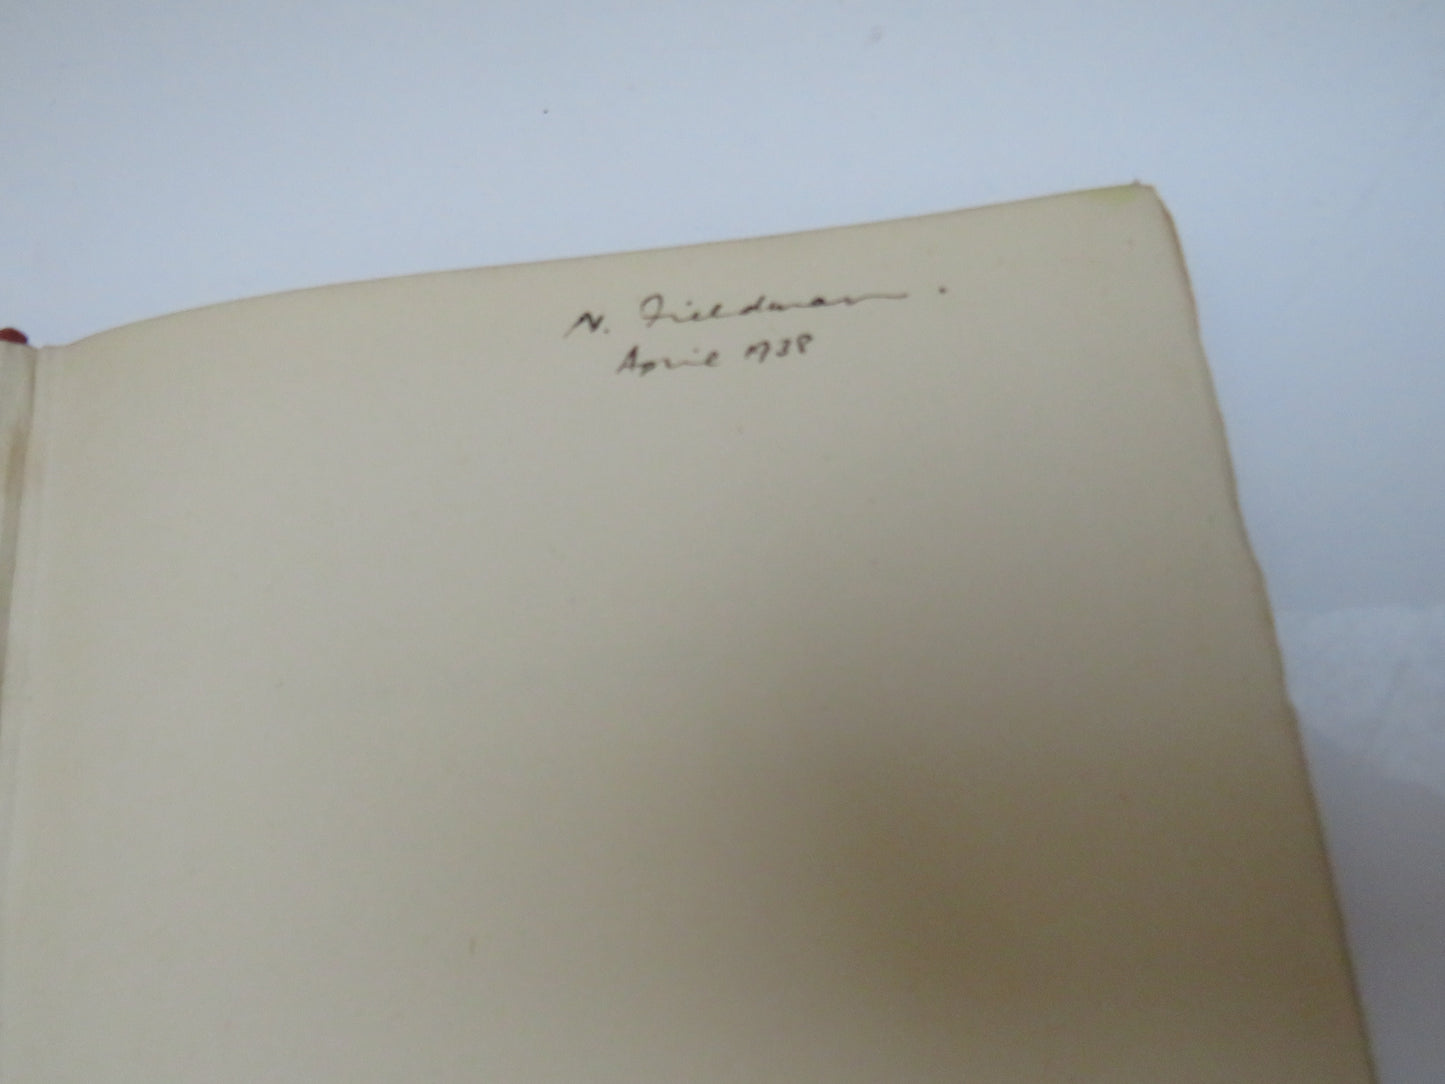 N. Fieldman.
April 1938